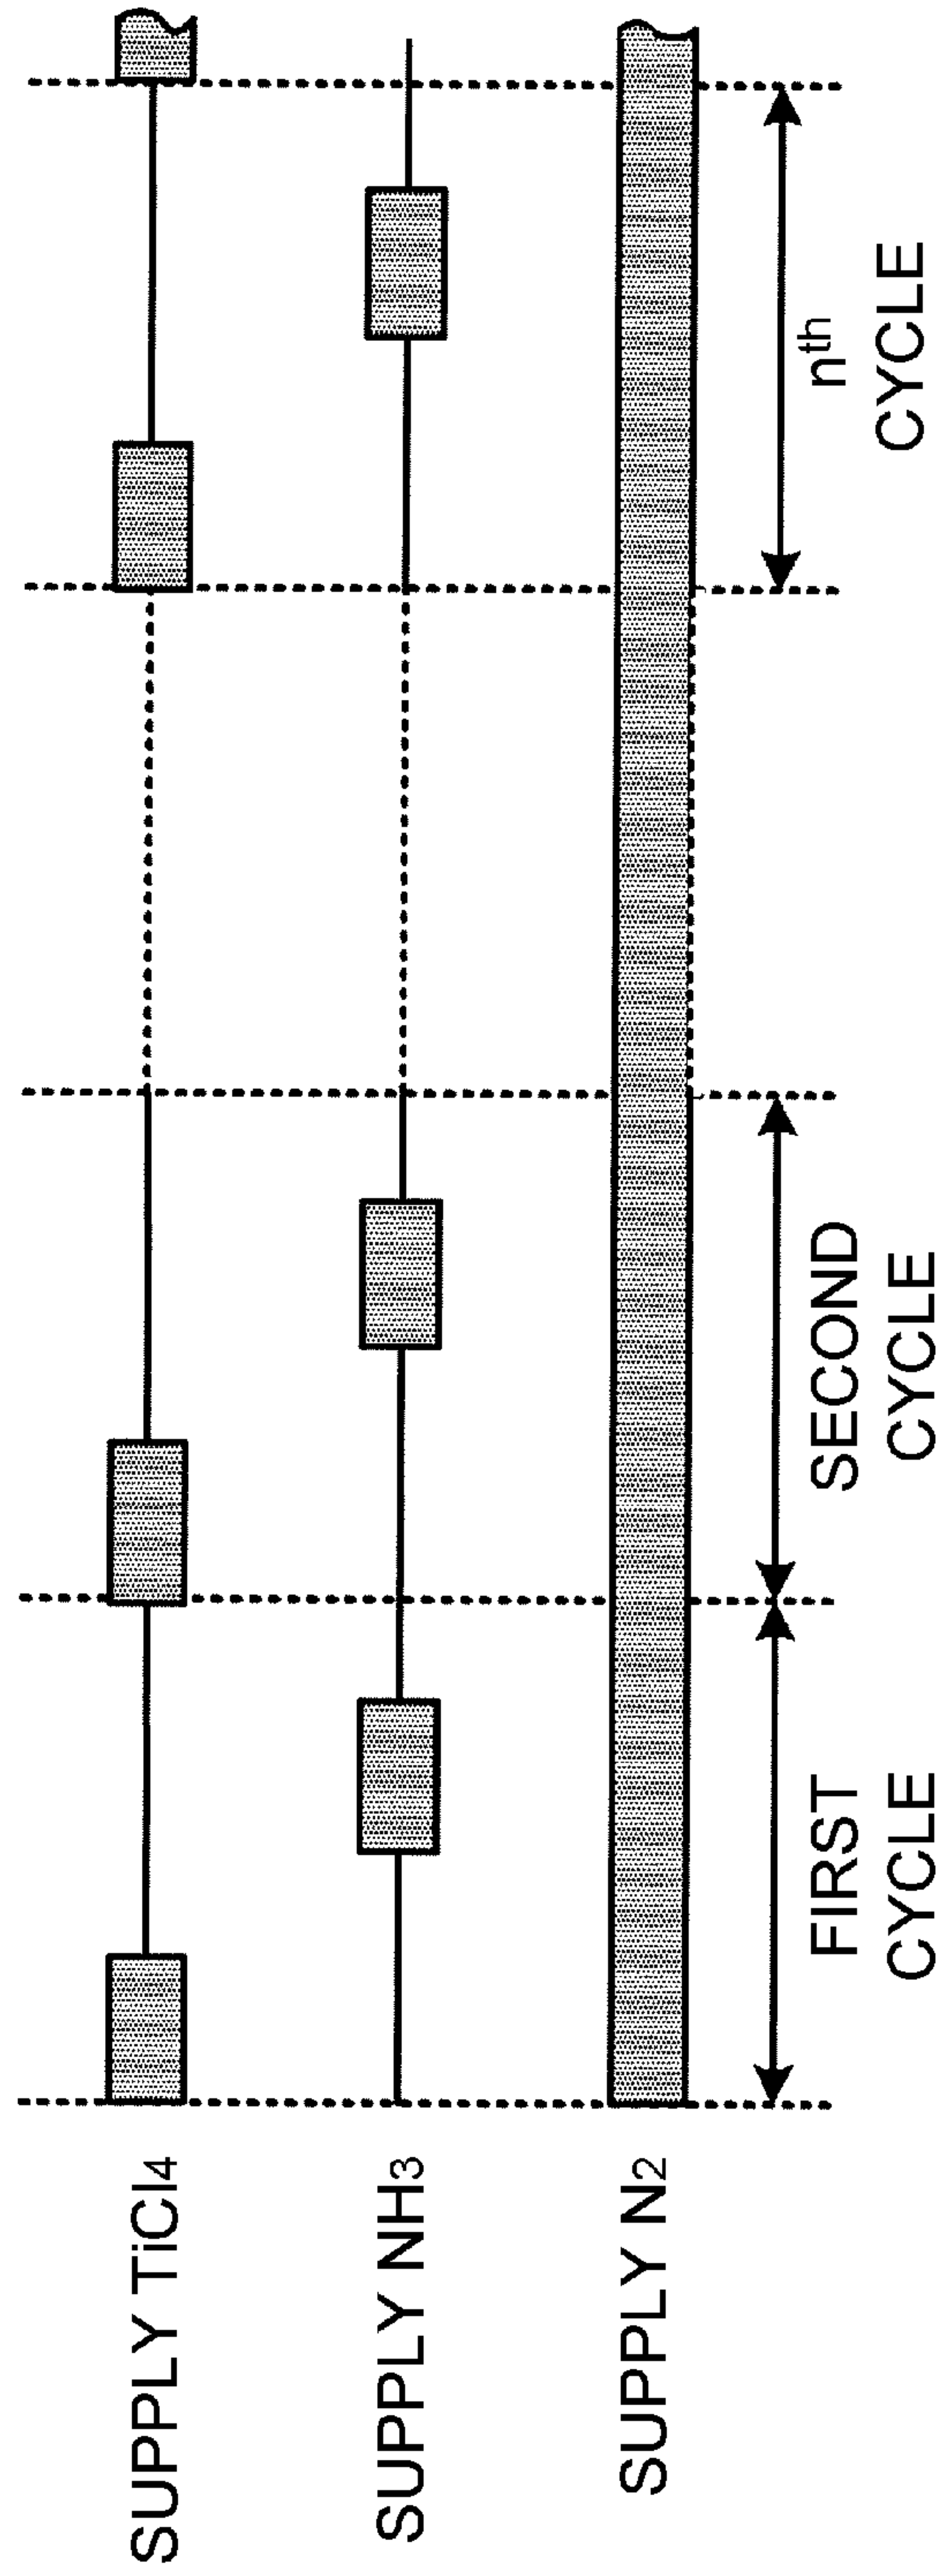 SUPPLY TiCl4
SUPPLY NH3
SUPPLY N2
FIRST
CYCLE
SECOND
CYCLE
nth
CYCLE